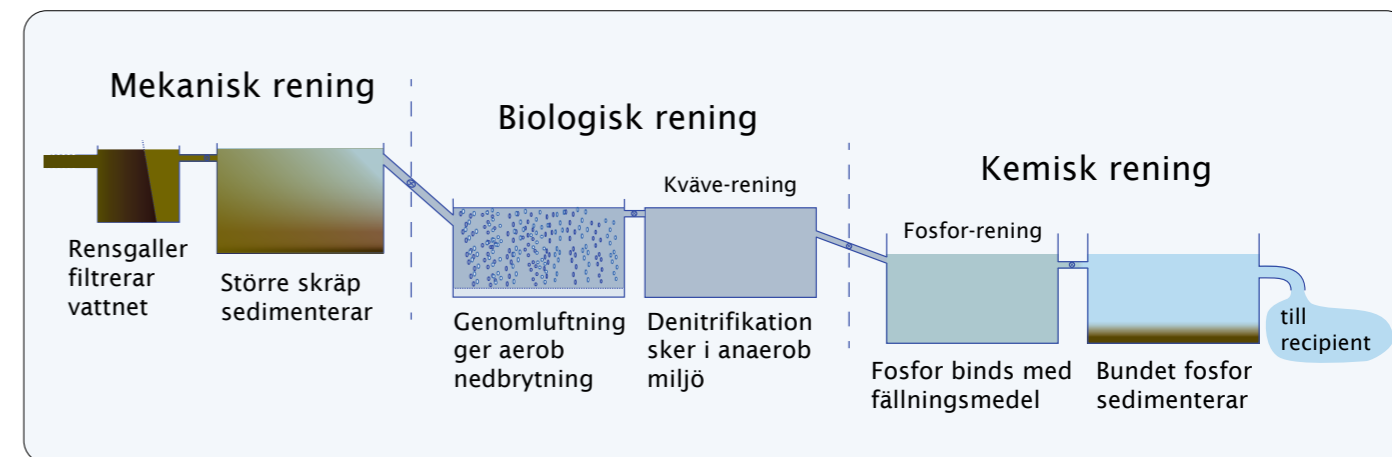 Mekanisk rening
Rensgaller
filtrerar
vattnet
Större skräp
sedimenterar
Biologisk rening
Kväve-rening
Genomluftning
ger aerob
nedbrytning
Denitrifikation
sker i anaerob
miljö
Kemisk rening
Fosfor-rening
Fosfor binds med
fällningsmedel
Bundet fosfor
sedimenterar
till
recipient